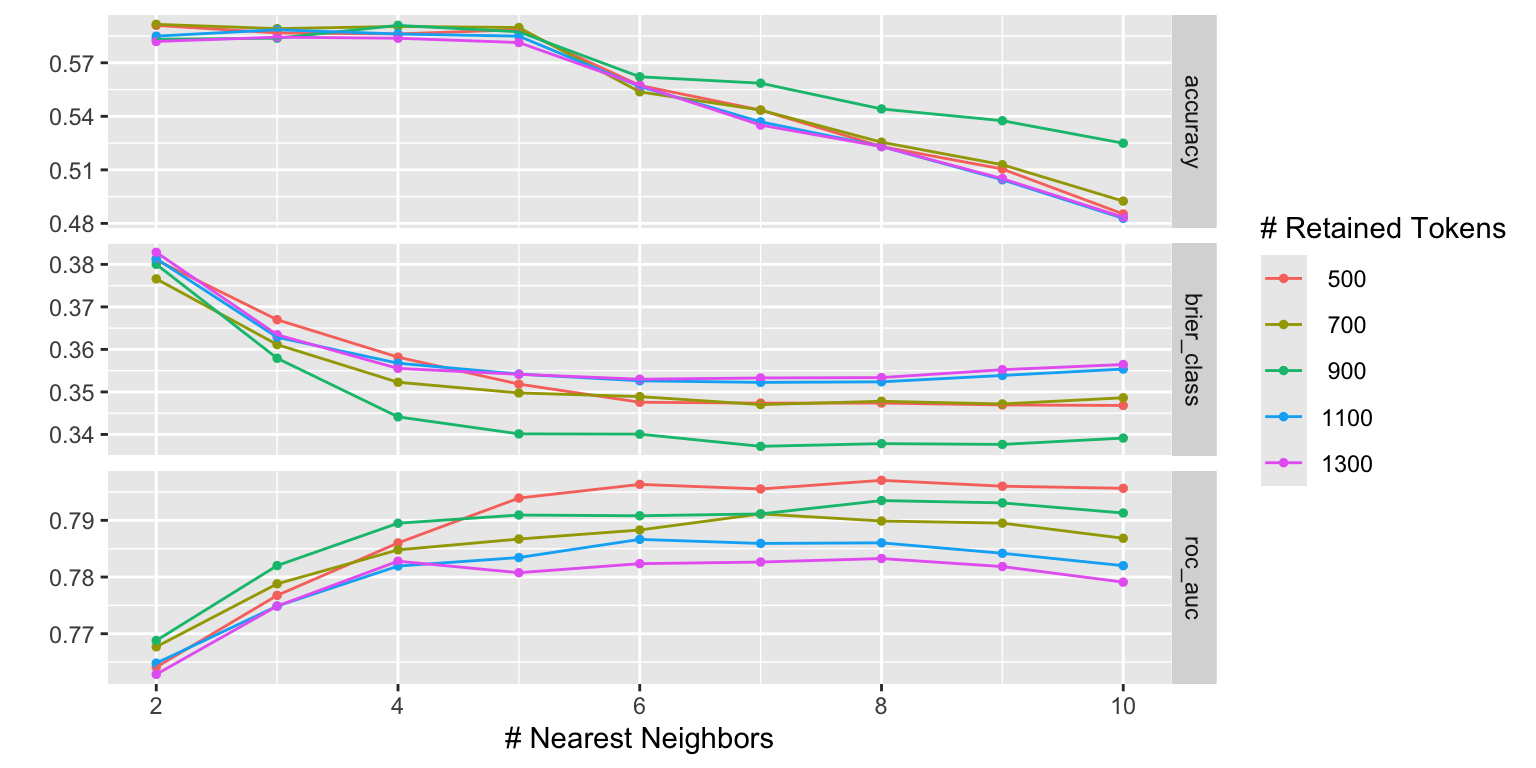 0.57
0.54
0.51
0.48
accuracy
0.38
0.37
0.36
0.35
0.34
brier_class
0.79
0.78
0.77
roc_auc
2 4 6 8 10
# Nearest Neighbors
# Retained Tokens
500
700
900
1100
1300